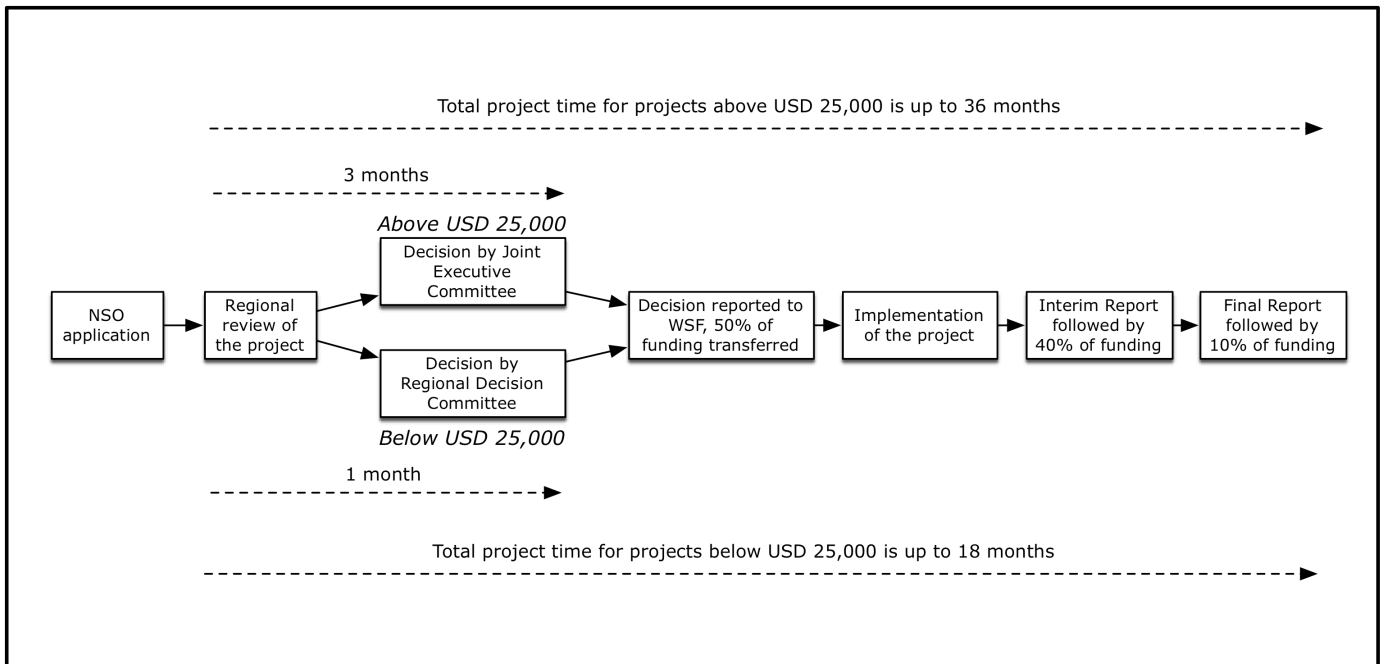 Total project time for projects above USD 25,000 is up to 36 months
3 months
Above USD 25,000
Decision by Joint
Executive
Committee
NSO
application
Regional
review of
the project
Decision reported to
WSF, 50% of
funding transferred
Implementation
of the project
Interim Report
followed by
40% of funding
Final Report
followed by
10% of funding
Decision by
Regional Decision
Committee
Below USD 25,000
1 month
Total project time for projects below USD 25,000 is up to 18 months